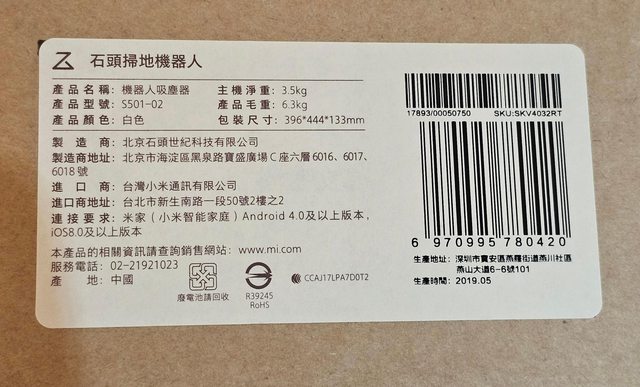 石頭掃地機器人
產品名稱： 機器人吸塵器 主機淨重： 3.5kg
產品型號： S501-02 產品毛重： 6.3kg
產品顏色： 白色 包裝尺寸： 396*444*133mm
製造商： 北京石頭世紀科技有限公司
製造商地址： 北京市海淀區黑泉路寶盛廣場C座六層6016、6017、
6018號
進口商： 台灣小米通訊有限公司
進口商地址： 台北市新生南路一段50號2樓之2
連接要求： 米家（小米智能家庭）Android 4.0及以上版本，
iOS8.0及以上版本
本產品的相關資訊請查詢銷售網站：www.mi.com
服務電話： 02-21921023
產地： 中國
廢電池請回收
R39245
RoHS
CCAJ17LPA7D0T2
17893/00050750 SKU:SKV4032RT
6 970995 780420
生產地址： 深圳市寶安區燕羅街道燕川社區
燕山大道6-6號101
生產時間： 2019.05